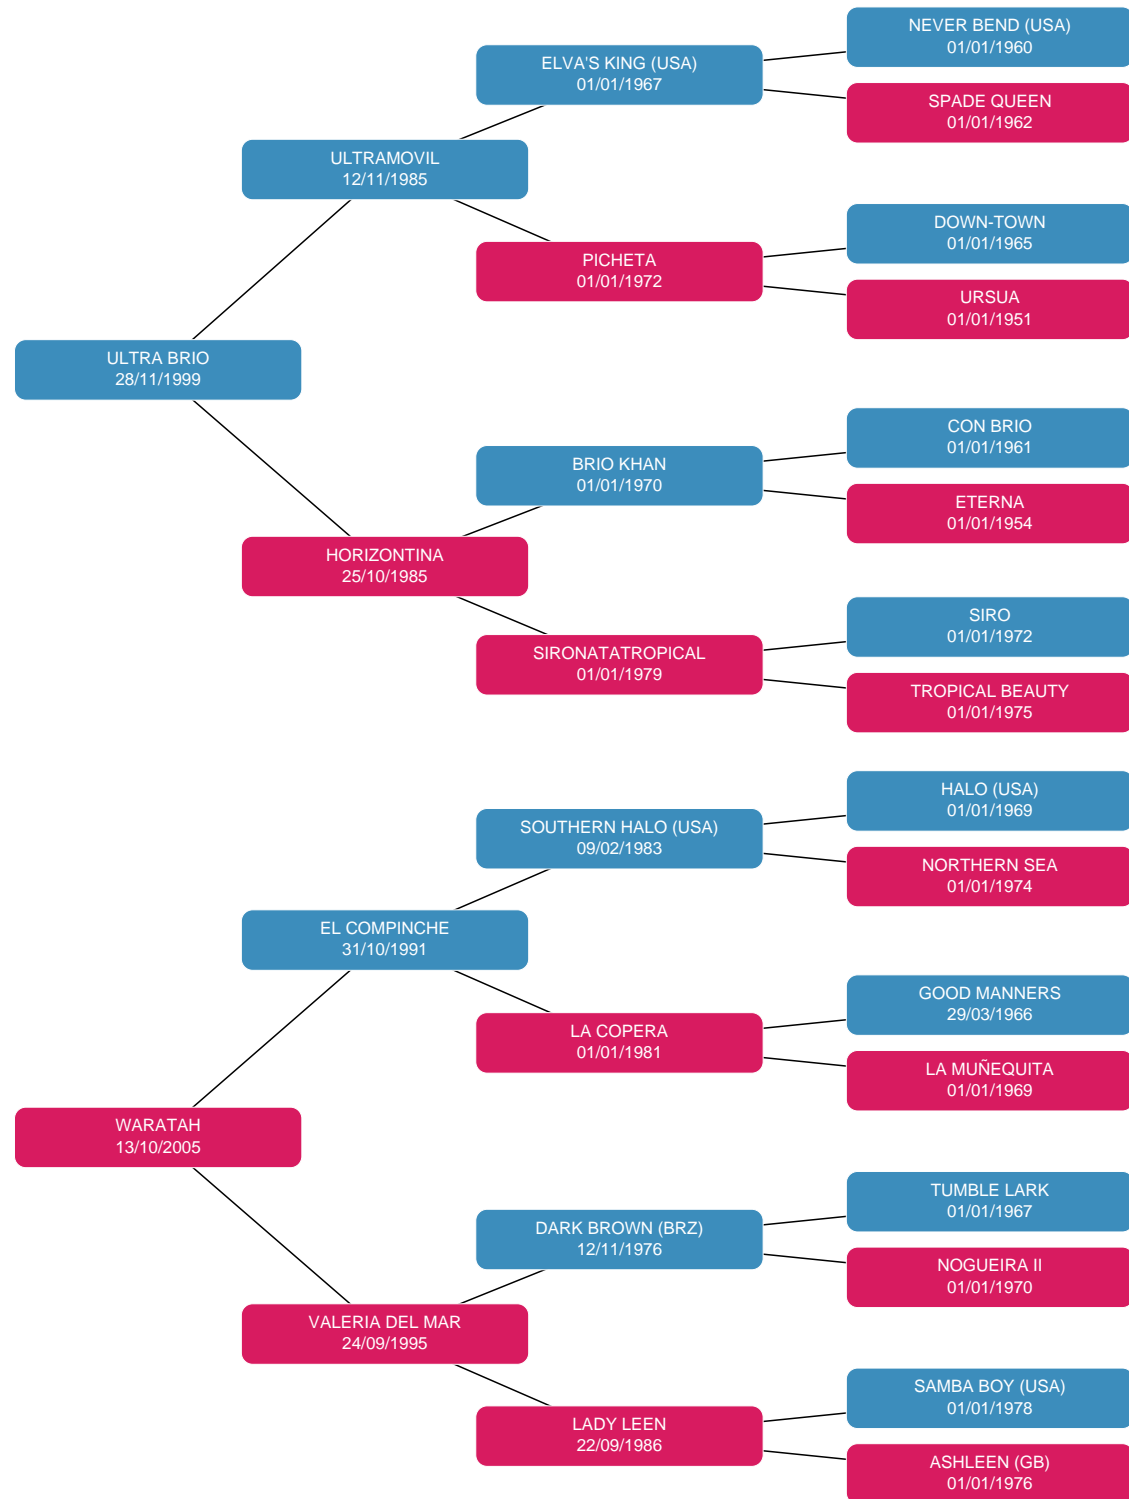 NEVER BEND (USA)
01/01/1960
ELVA'S KING (USA)
01/01/1967
SPADE QUEEN
01/01/1962
ULTRAMOVIL
12/11/1985
DOWN-TOWN
01/01/1965
PICHETA
01/01/1972
URSUA
01/01/1951
ULTRA BRIO
28/11/1999
CON BRIO
01/01/1961
BRIO KHAN
01/01/1970
ETERNA
01/01/1954
HORIZONTINA
25/10/1985
SIRO
01/01/1972
SIRONATATROPICAL
01/01/1979
TROPICAL BEAUTY
01/01/1975
HALO (USA)
01/01/1969
SOUTHERN HALO (USA)
09/02/1983
NORTHERN SEA
01/01/1974
EL COMPINCHE
31/10/1991
GOOD MANNERS
29/03/1966
LA COPERA
01/01/1981
LA MUÑEQUITA
01/01/1969
WARATAH
13/10/2005
TUMBLE LARK
01/01/1967
DARK BROWN (BRZ)
12/11/1976
NOGUEIRA II
01/01/1970
VALERIA DEL MAR
24/09/1995
SAMBA BOY (USA)
01/01/1978
LADY LEEN
22/09/1986
ASHLEEN (GB)
01/01/1976